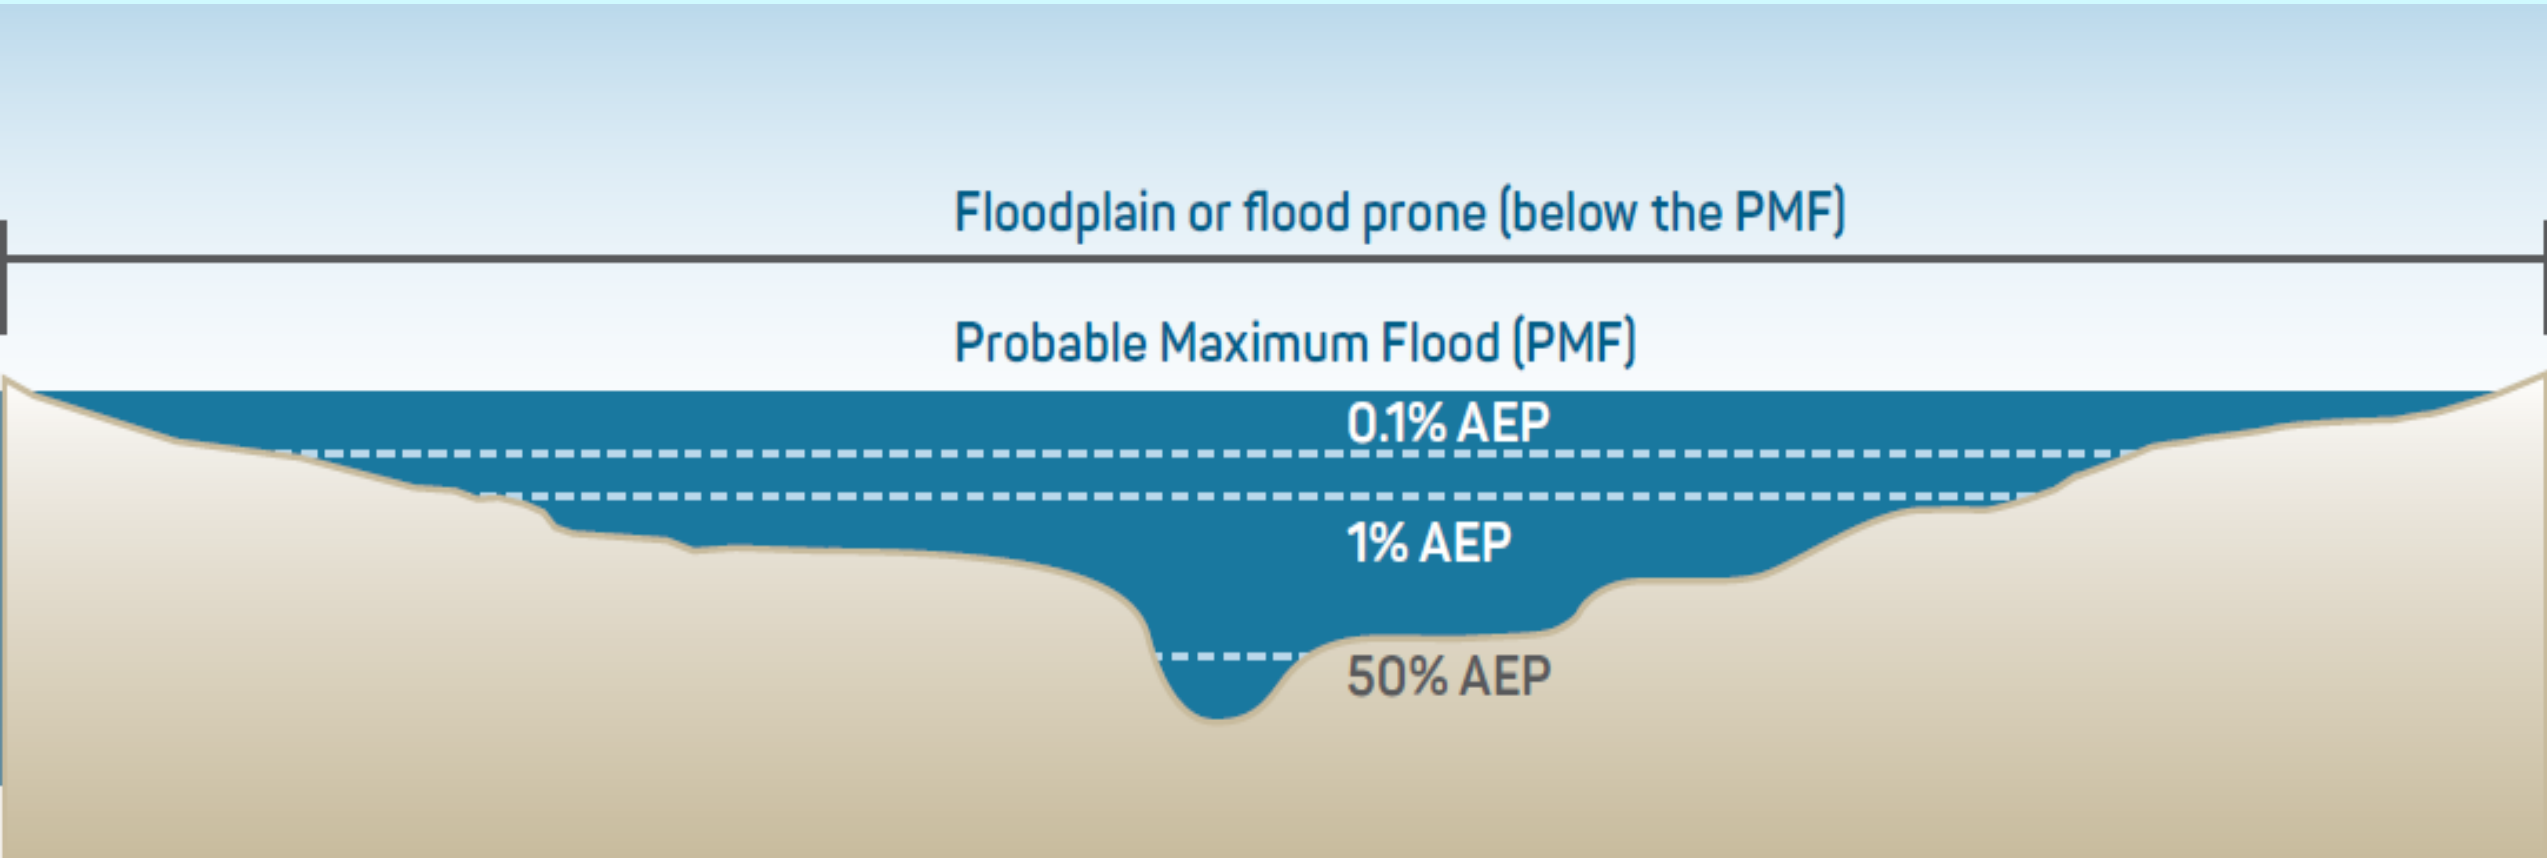 Floodplain or flood prone (below the PMF)
Probable Maximum Flood (PMF)
0.1% AEP
1% AEP
50% AEP